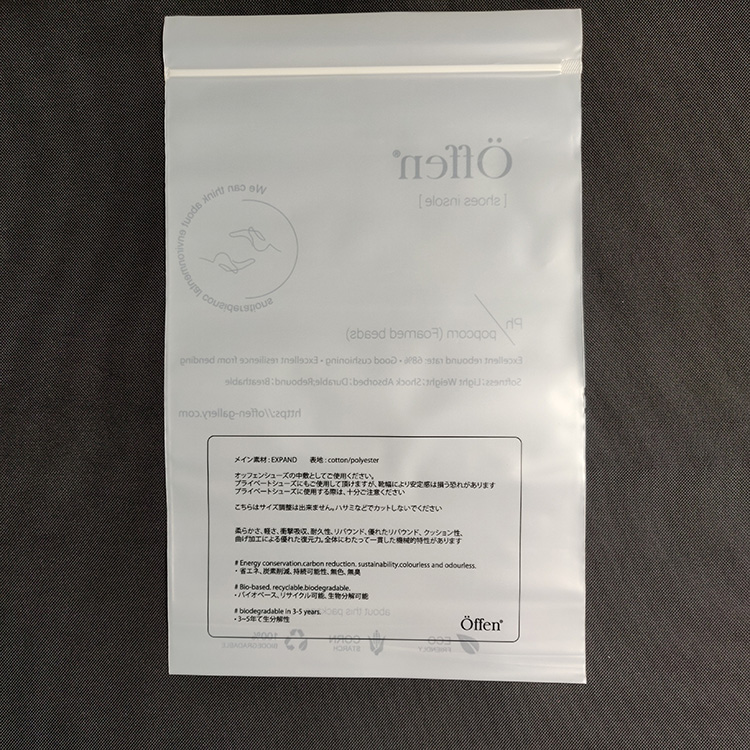 Öffen®
[ shoes insole ]
We can think about environmental considerations
Ph
popcorn (Foamed beads)
Excellent rebound rate: 68% • Good cushioning • Excellent resilience from bending
Softness; Light Weight; Shock Absorbed; Durable,Rebound; Breathable
https://offen-gallery.com
メイン素材 : EXPAND 表地 : cotton/polyester
オッフェンシューズの中敷としてご使用ください。
プライベートシューズにもご使用して頂けますが、靴幅により安定感は損う恐れがあります
プライベートシューズに使用する際は、十分ご注意ください
こちらはサイズ調整は出来ません。ハサミなどでカットしないでください
柔らかさ、軽さ、衝撃吸収、耐久性、リバウンド、優れたリバウンド、クッション性、
曲げ加工による優れた復元力。全体にわたって一貫した機械的特性があります
# Energy conservation.carbon reduction. sustainability.colourless and odourless.
・省エネ、炭素削減、持続可能性、無色、無臭
# Bio-based. recyclable.biodegradable.
・バイオベース、リサイクル可能、生物分解可能
# biodegradable in 3-5 years.
・3~5年で生分解性
about this pack
Öffen®
ECO FRIENDLY
CORN STARCH
100% BIODEGRADABLE